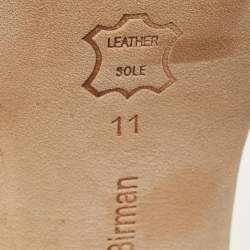 LEATHER
SOLE
11
Birman